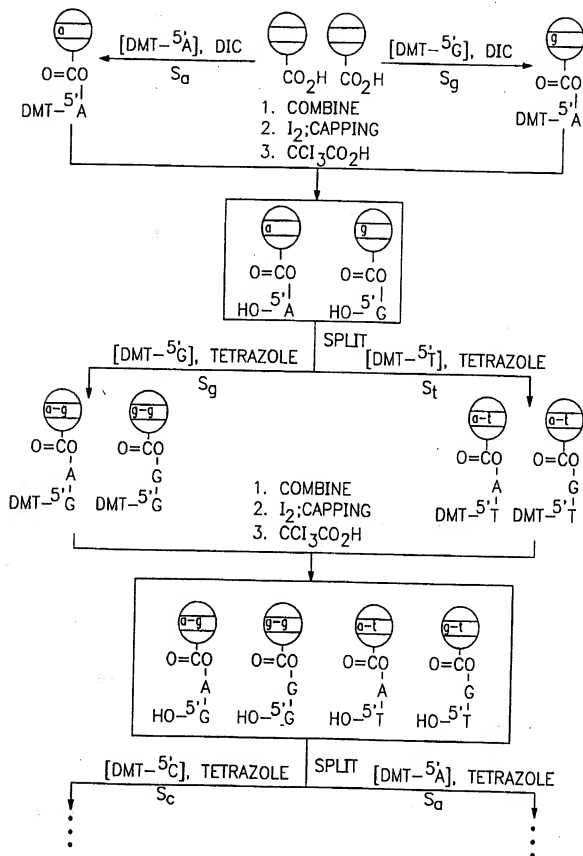 a
[DMT-5'A], DIC
Sa
[DMT-5'G], DIC
Sg
g
CO2H CO2H
O=CO
O=CO
DMT-5'A
DMT-5'A
1. COMBINE
2. I2;CAPPING
3. CCl3CO2H
a g
O=CO O=CO
HO-5'A HO-5'G
SPLIT
[DMT-5'G], TETRAZOLE
Sg
[DMT-5'T], TETRAZOLE
St
a-g g-g
a-t a-t
O=CO O=CO
O=CO O=CO
A G
A G
DMT-5'G DMT-5'G
DMT-5'T DMT-5'T
1. COMBINE
2. I2;CAPPING
3. CCl3CO2H
a-g g-g a-t g-t
O=CO O=CO O=CO O=CO
A G A G
HO-5'G HO-5'G HO-5'T HO-5'T
SPLIT
[DMT-5'C], TETRAZOLE
Sc
[DMT-5'A], TETRAZOLE
Sa